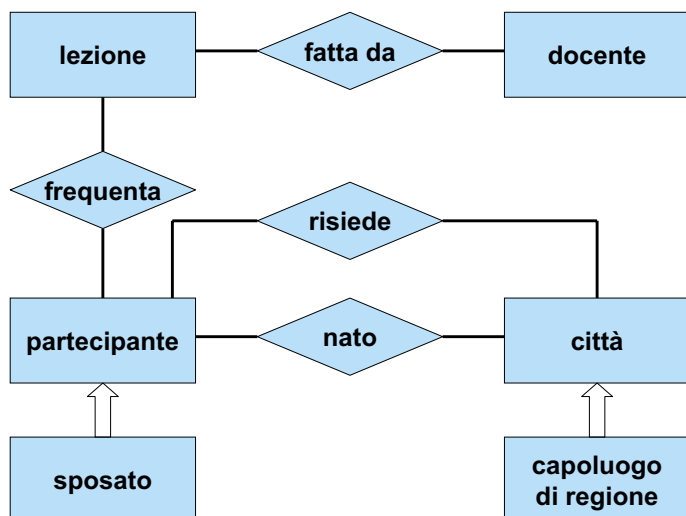 lezione
fatta da
docente
frequenta
risiede
partecipante
nato
città
sposato
capoluogo
di regione